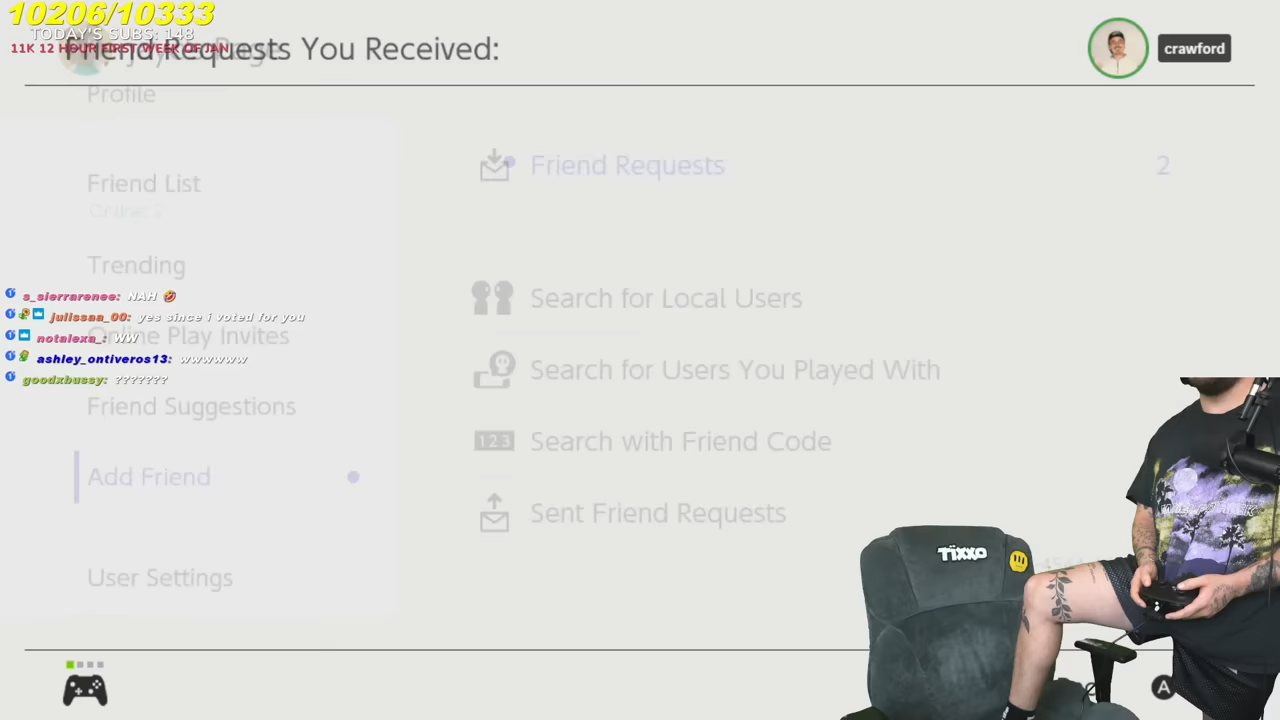 10206/10333
TODAY'S SUBS: 148
11K 12 HOUR FIRST WEEK OF JAN
Friend Requests You Received:
crawford
Profile
Friend List
Trending
Online Play Invites
Friend Suggestions
Add Friend
User Settings
Friend Requests 2
Search for Local Users
Search for Users You Played With
123 Search with Friend Code
Sent Friend Requests
s_sierrarenee: NAH 🤣
julissaa_00: yes since i voted for you
notalexa_: WW
ashley_ontiveros13: wwwwww
goodxbussy: ???????
TIXXO
A